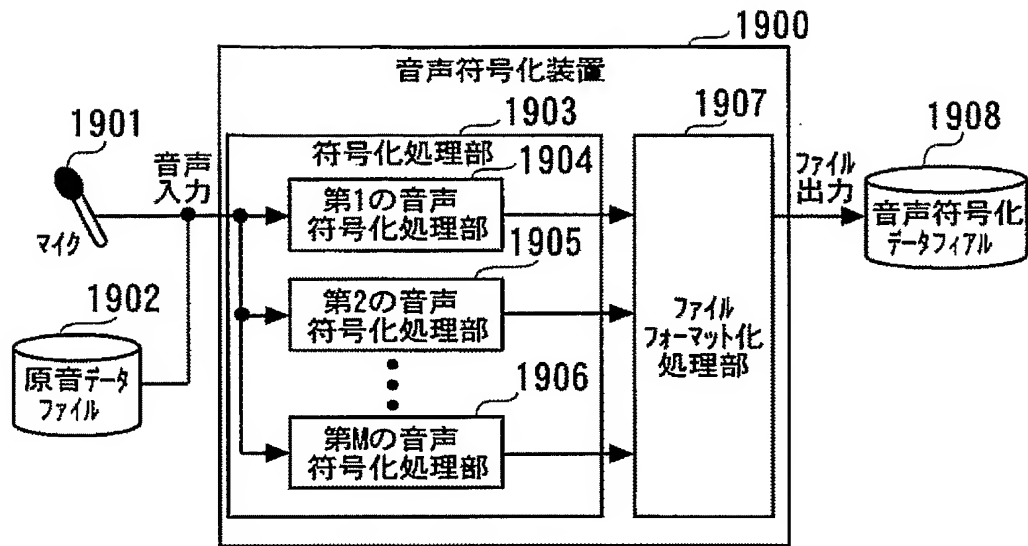 1900
音声符号化装置
1901
音声
入力
マイク
1902
原音データ
ファイル
1903
符号化処理部
1904
第1の音声
符号化処理部
1905
第2の音声
符号化処理部
1906
第Mの音声
符号化処理部
1907
ファイル
フォーマット化
処理部
ファイル
出力
1908
音声符号化
データフィアル